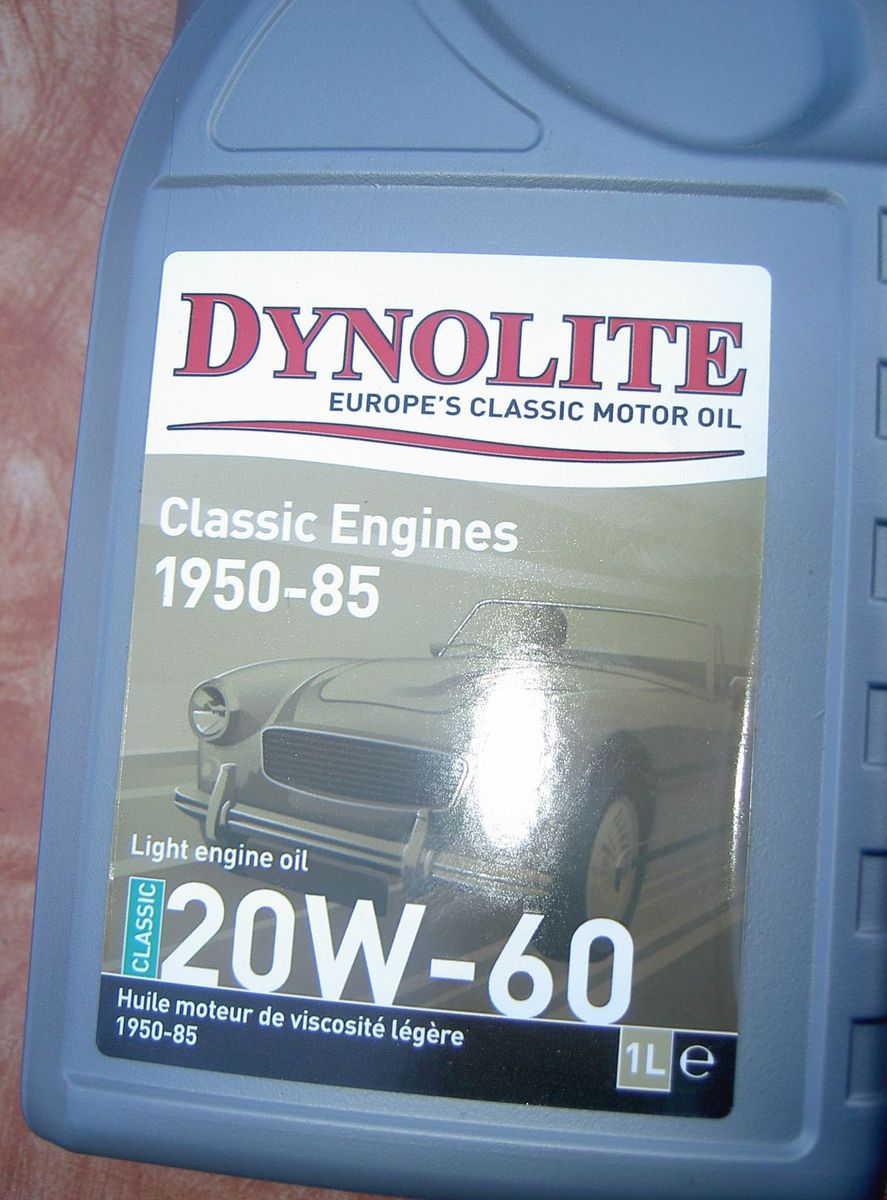 DYNOLITE
EUROPE'S CLASSIC MOTOR OIL
Classic Engines
1950-85
Light engine oil
CLASSIC
20W-60
Huile moteur de viscosité légère
1950-85
1L e